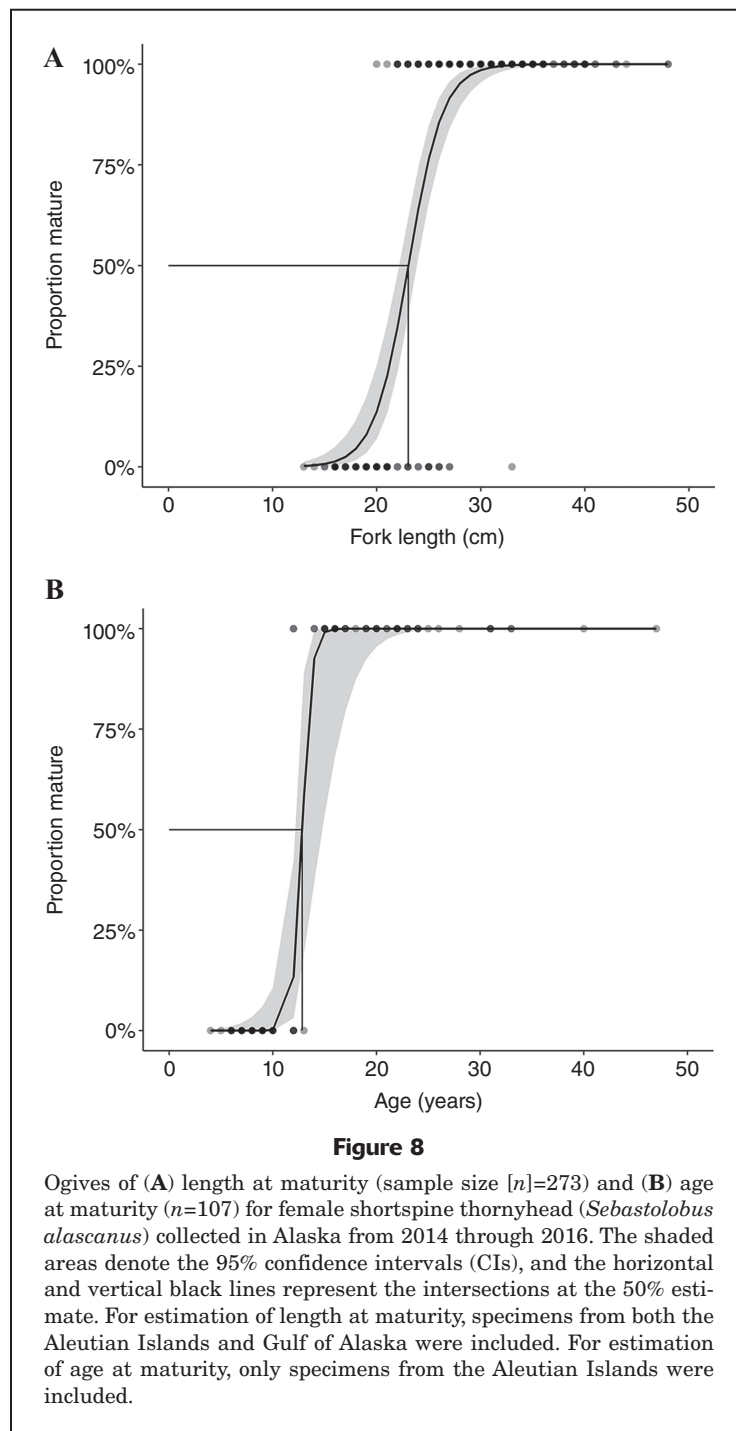 A
100%
75%
50%
25%
0%
Proportion mature
0 10 20 30 40 50
Fork length (cm)
B
100%
75%
50%
25%
0%
Proportion mature
0 10 20 30 40 50
Age (years)
Figure 8
Ogives of (A) length at maturity (sample size [n]=273) and (B) age
at maturity (n=107) for female shortspine thornyhead (Sebastolobus
alascanus) collected in Alaska from 2014 through 2016. The shaded
areas denote the 95% confidence intervals (CIs), and the horizontal
and vertical black lines represent the intersections at the 50% esti-
mate. For estimation of length at maturity, specimens from both the
Aleutian Islands and Gulf of Alaska were included. For estimation
of age at maturity, only specimens from the Aleutian Islands were
included.